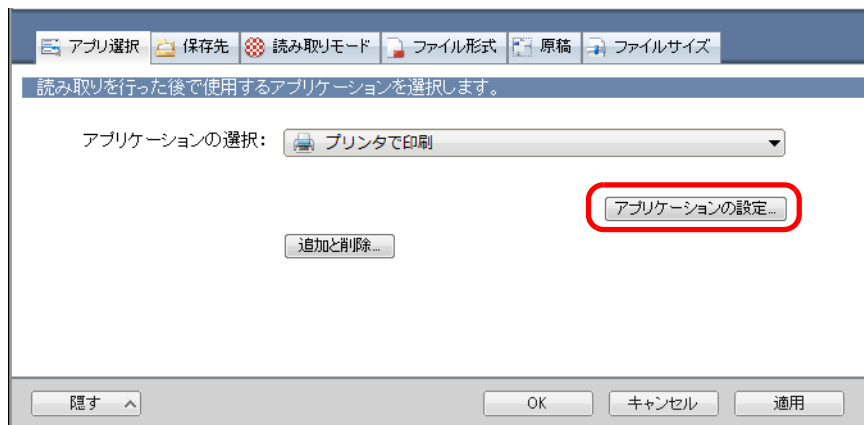 アプリ選択 保存先 読み取りモード ファイル形式 原稿 ファイルサイズ
読み取りを行った後で使用するアプリケーションを選択します。
アプリケーションの選択: プリンタで印刷
アプリケーションの設定...
追加と削除...
隠す OK キャンセル 適用